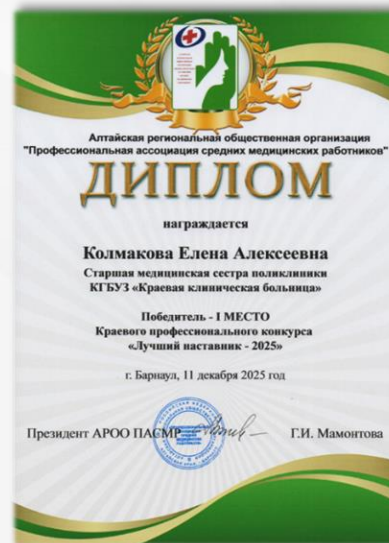 Алтайская региональная общественная организация
"Профессиональная ассоциация средних медицинских работников"
ДИПЛОМ
награждается
Колмакова Елена Алексеевна
Старшая медицинская сестра поликлиники
КГБУЗ «Краевая клиническая больница»
Победитель - I МЕСТО
Краевого профессионального конкурса
«Лучший наставник - 2025»
г. Барнаул, 11 декабря 2025 год
Президент АРОО ПАСМР Г.И. Мамонтова